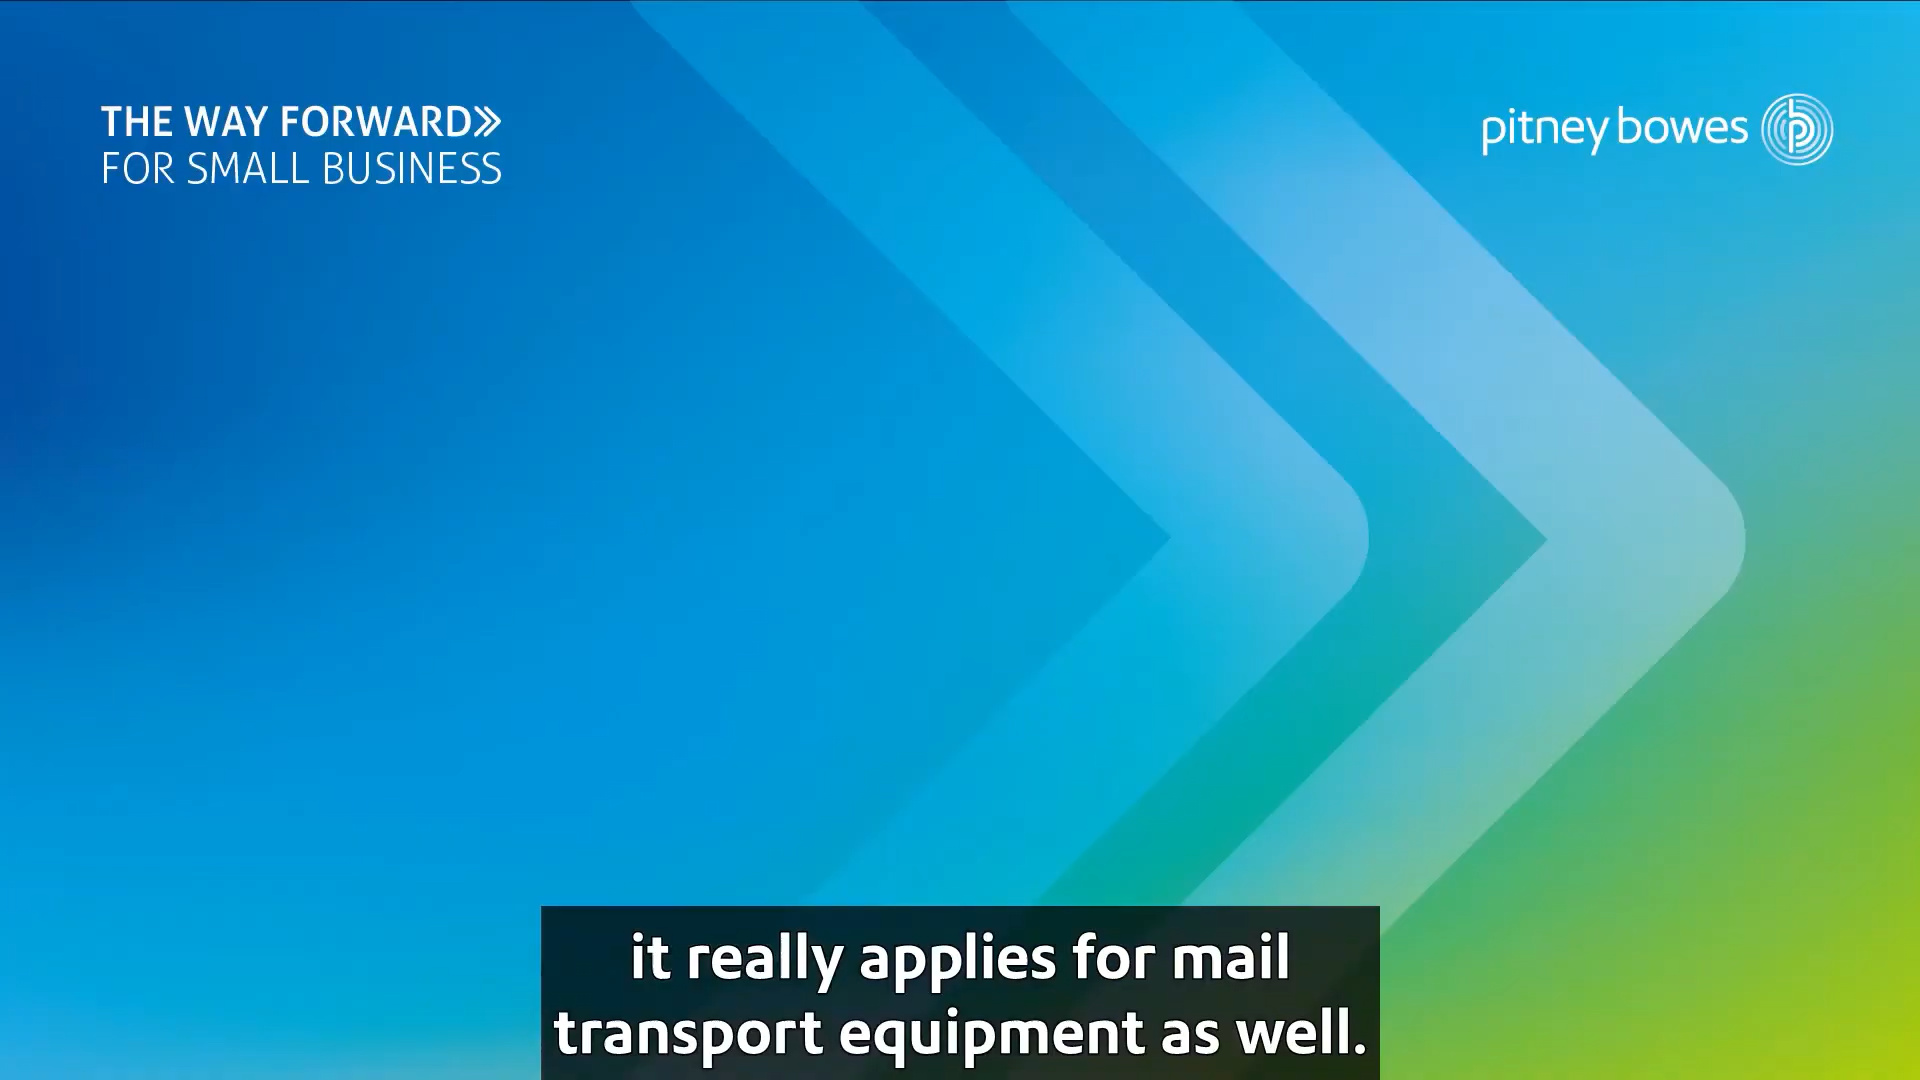 THE WAY FORWARD»
FOR SMALL BUSINESS
pitney bowes
it really applies for mail
transport equipment as well.